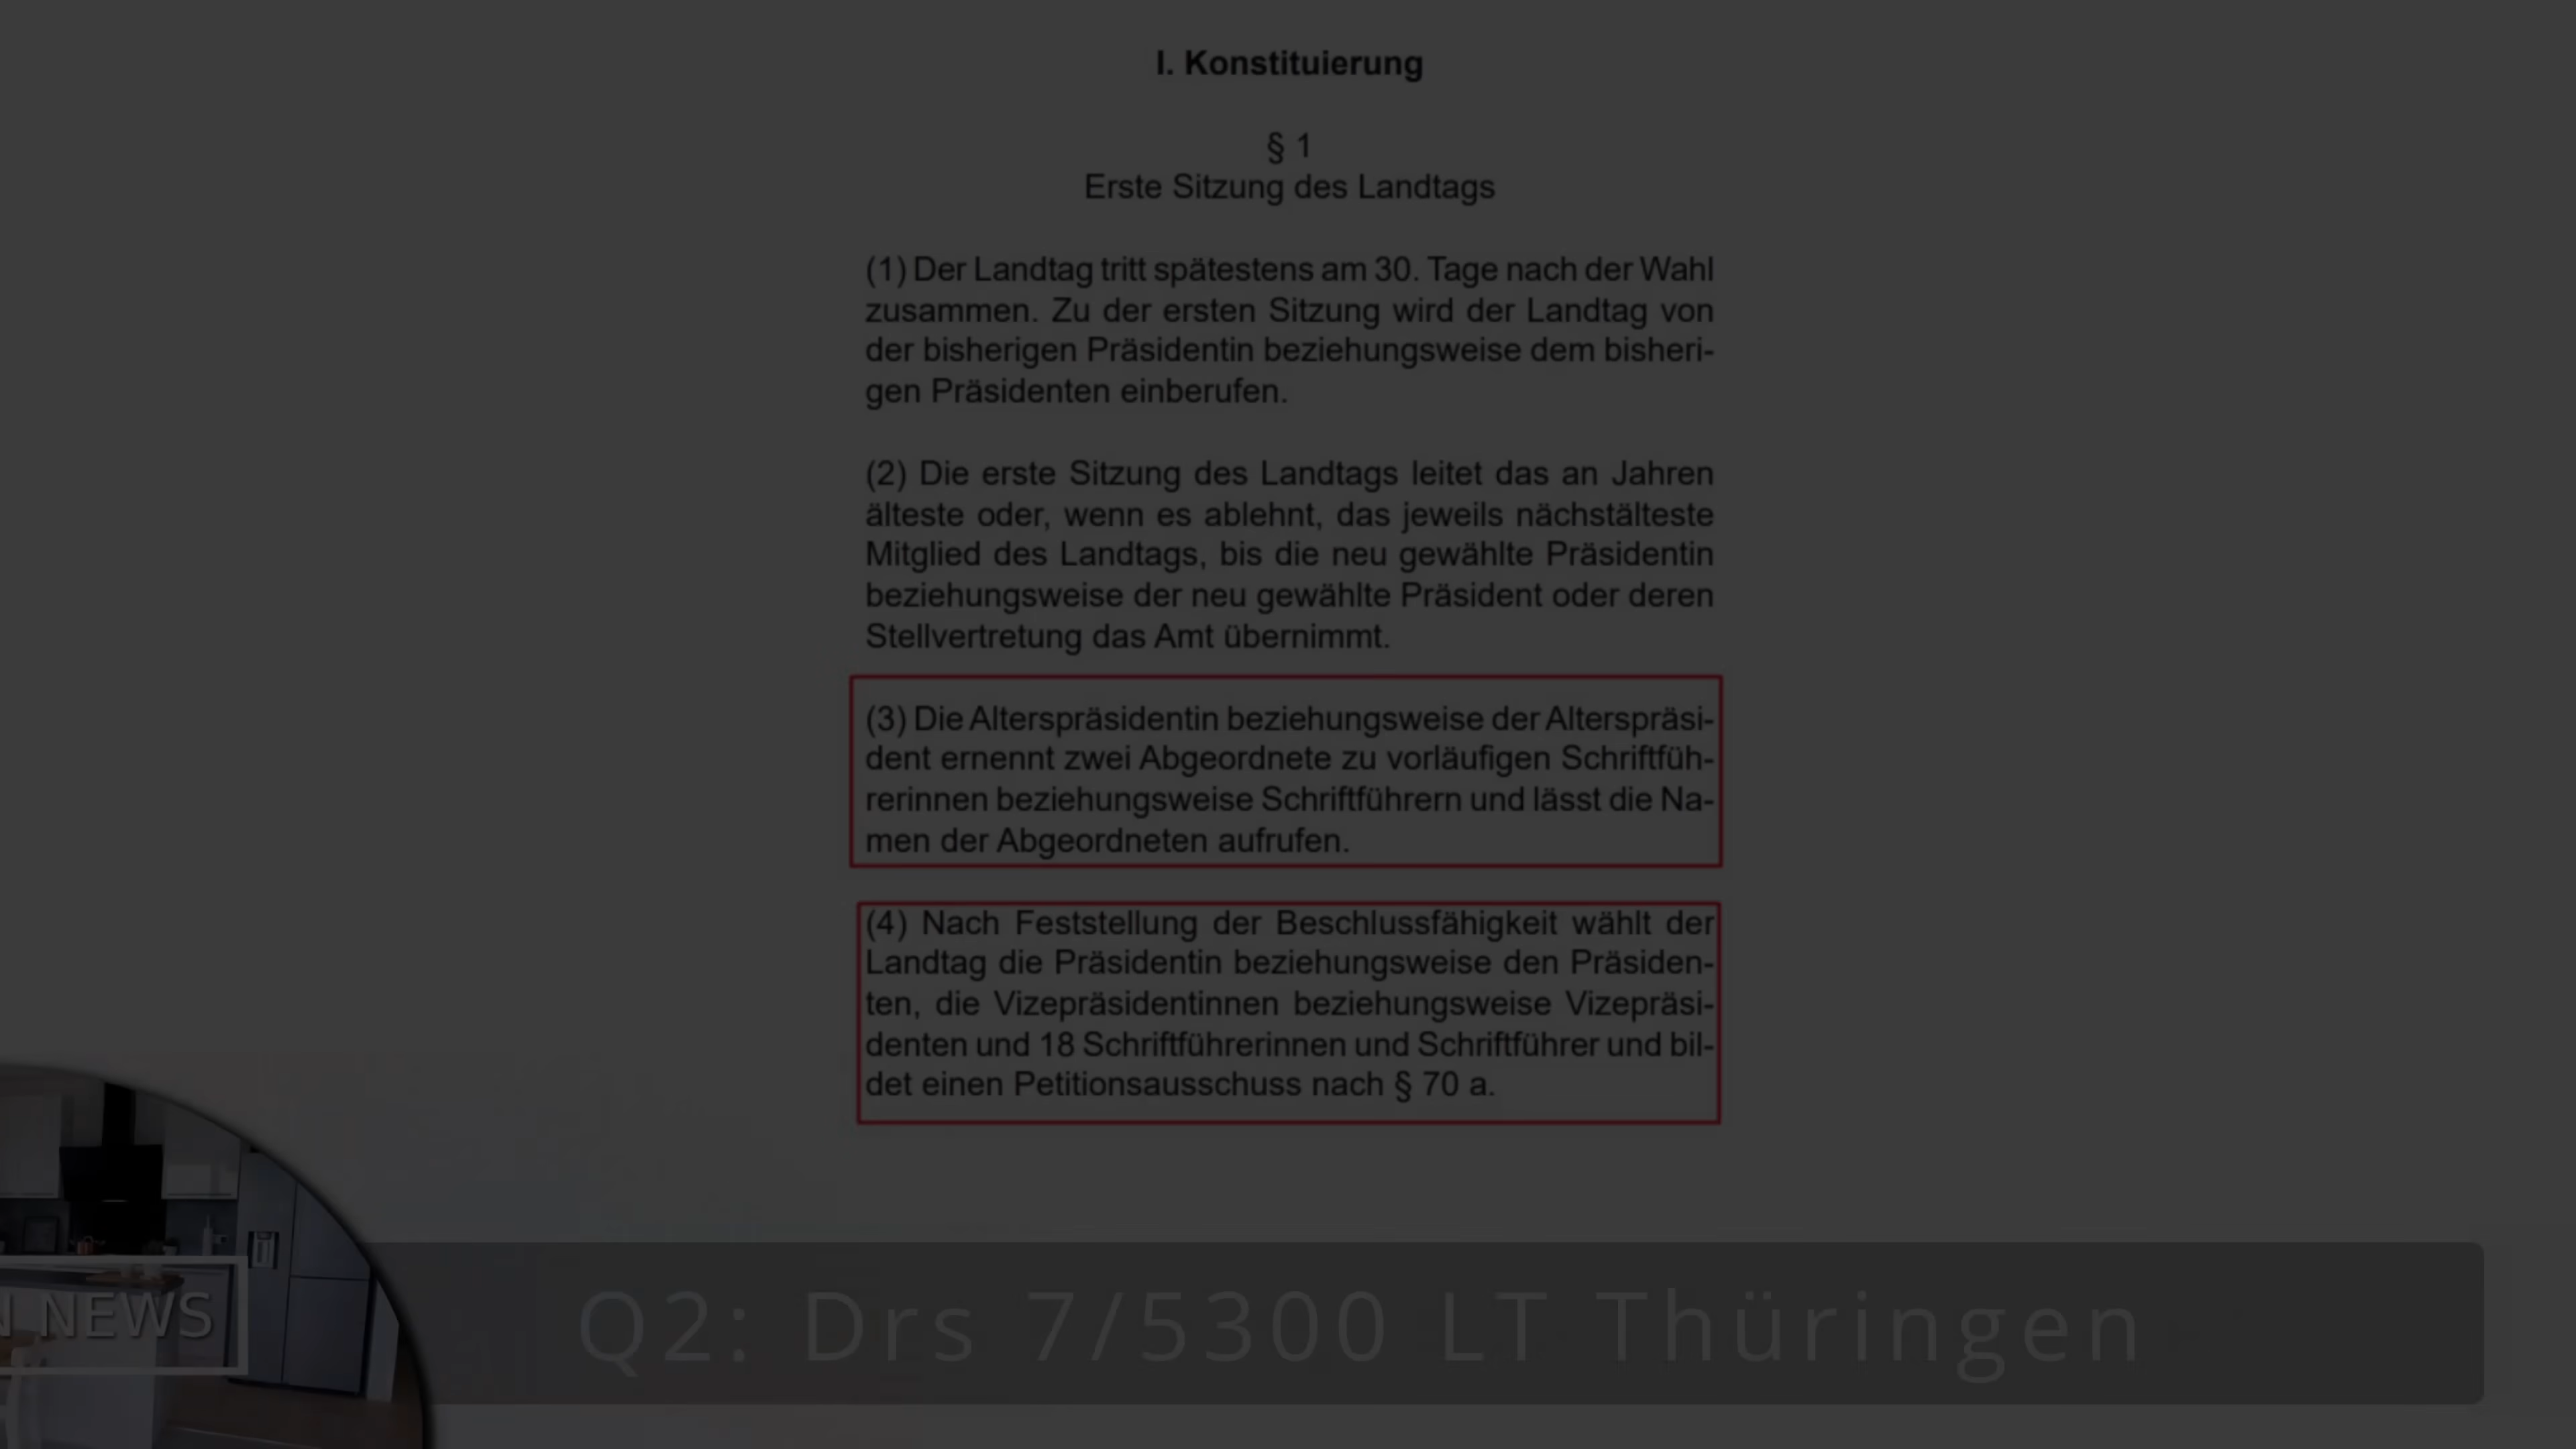 I. Konstituierung
§ 1
Erste Sitzung des Landtags
(1) Der Landtag tritt spätestens am 30. Tage nach der Wahl
zusammen. Zu der ersten Sitzung wird der Landtag von
der bisherigen Präsidentin beziehungsweise dem bisheri-
gen Präsidenten einberufen.
(2) Die erste Sitzung des Landtags leitet das an Jahren
älteste oder, wenn es ablehnt, das jeweils nächstälteste
Mitglied des Landtags, bis die neu gewählte Präsidentin
beziehungsweise der neu gewählte Präsident oder deren
Stellvertretung das Amt übernimmt.
(3) Die Alterspräsidentin beziehungsweise der Alterspräsi-
dent ernennt zwei Abgeordnete zu vorläufigen Schriftfüh-
rerinnen beziehungsweise Schriftführern und lässt die Na-
men der Abgeordneten aufrufen.
(4) Nach Feststellung der Beschlussfähigkeit wählt der
Landtag die Präsidentin beziehungsweise den Präsiden-
ten, die Vizepräsidentinnen beziehungsweise Vizepräsi-
denten und 18 Schriftführerinnen und Schriftführer und bil-
det einen Petitionsausschuss nach § 70 a.
N NEWS
Q2: Drs 7/5300 LT Thüringen